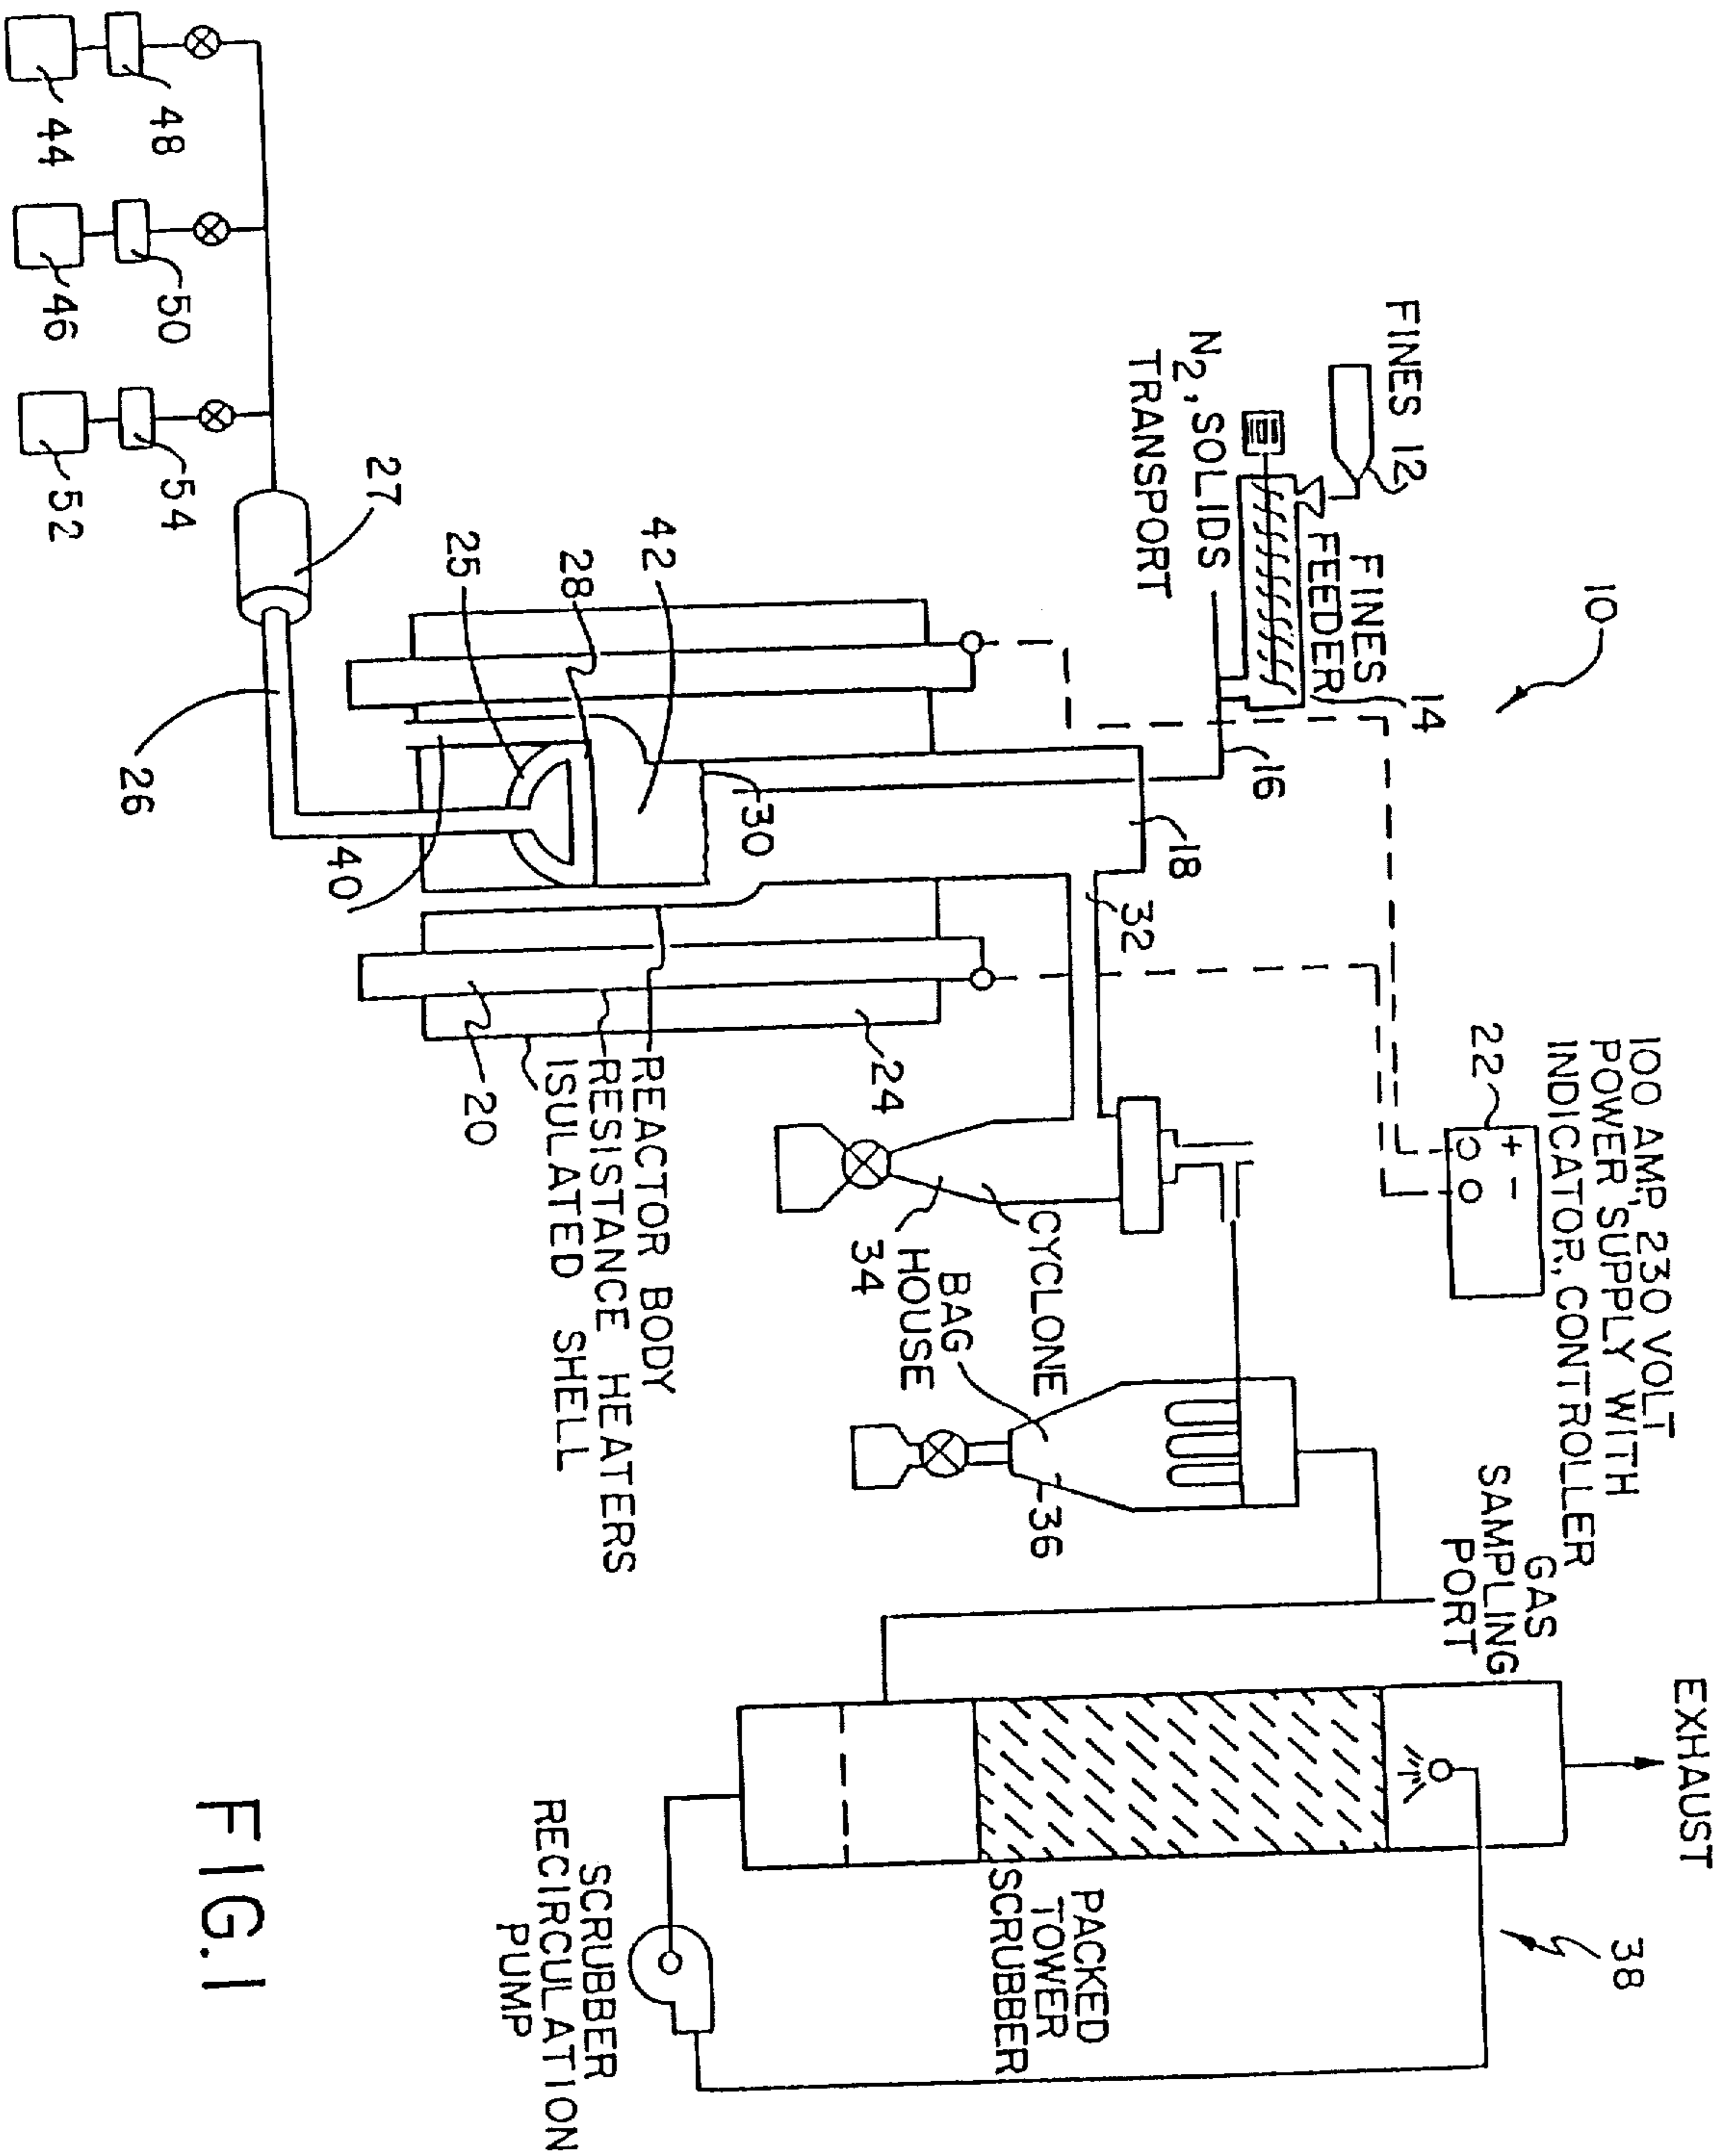 10
FINES 12
FINES
FEEDER
14
N2, SOLIDS
TRANSPORT
16
18
30
32
42
28
25
27
26
40
44
48
46
50
52
54
100 AMP, 230 VOLT
POWER SUPPLY WITH
INDICATOR, CONTROLLER
22
+ -
24
20
REACTOR BODY
RESISTANCE HEATERS
ISULATED SHELL
CYCLONE
34
BAG
HOUSE
36
GAS
SAMPLING
PORT
EXHAUST
38
PACKED
TOWER
SCRUBBER
SCRUBBER
RECIRCULATION
PUMP
FIG. 1